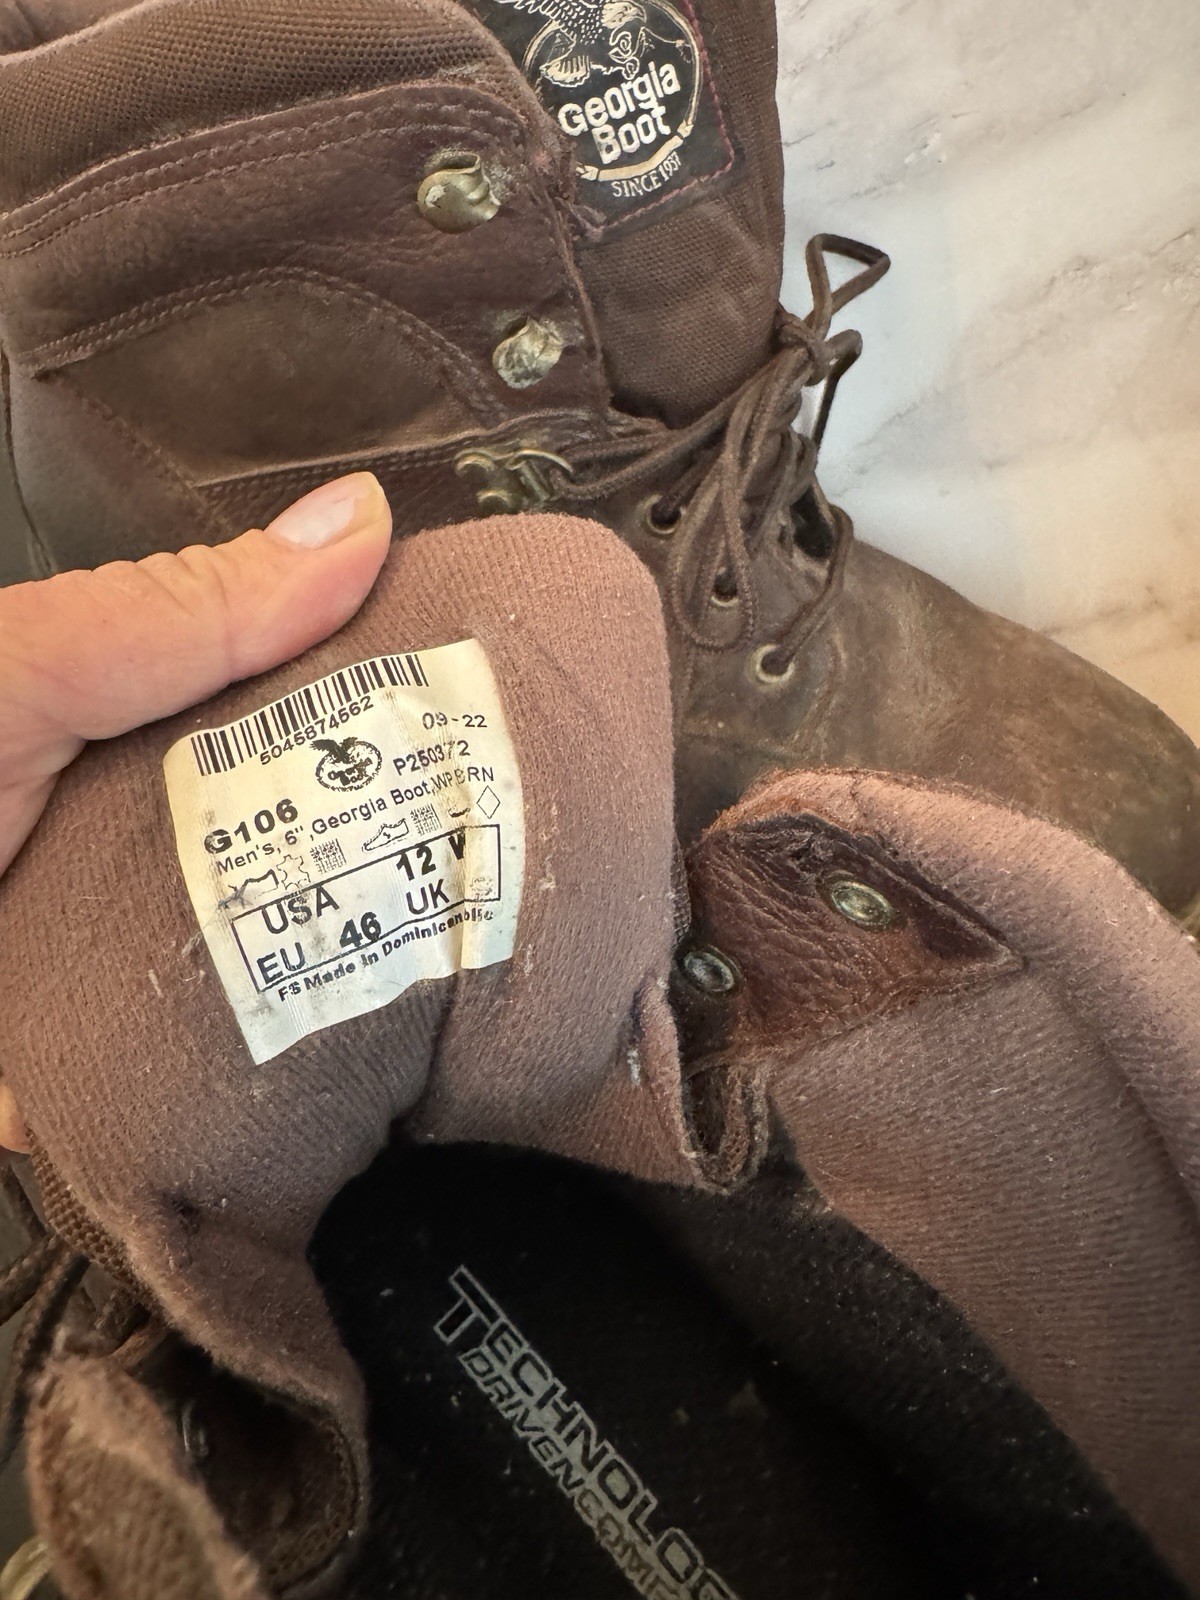 Georgia
Boot
SINCE 1937
5045874562
09-22
P250372
G106
Men's, 6", Georgia Boot, WP BRN
USA 12 W
EU 46 UK
Made in Dominican
TECHNOLOG
DRIVEN COMF